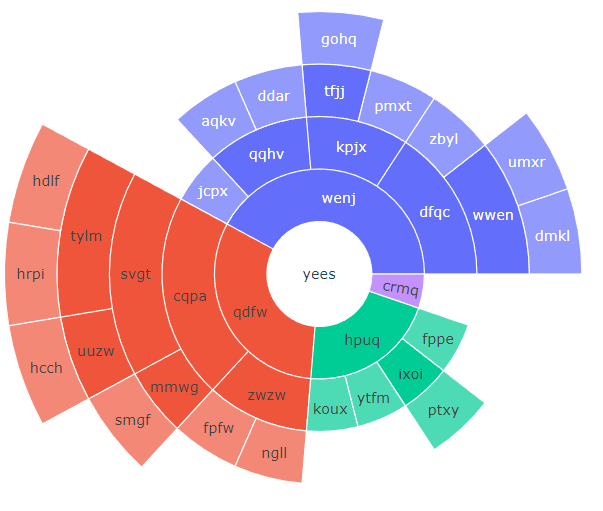 gohq
tfjj
ddar
pmxt
aqkv
zbyl
kpjx
qqhv
umxr
hdlf
jcpx
wenj
dfqc
wwen
tylm
dmkl
hrpi
svgt
yees
cqpa
crmq
qdfw
hpuq
fppe
uuzw
hcch
ixoi
mmwg
zwzw
ytfm
koux
ptxy
smgf
fpfw
ngll